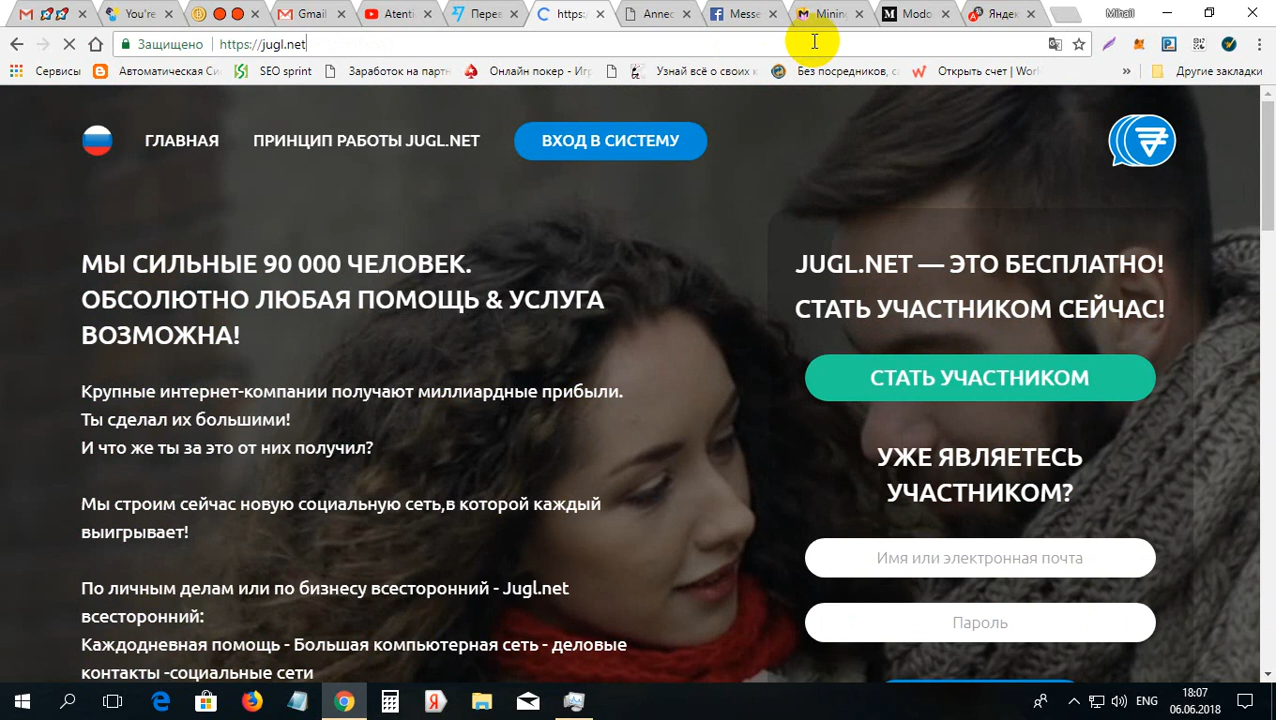 You're
Gmail
Atenti
Перев
https:
Annec
Messe
Mining
Modo
Яндек
Mihail
Защищено
https://jugl.net
Сервисы
Автоматическая Си
SEO sprint
Заработок на партн
Онлайн покер - Игр
Узнай всё о своих к
Без посредников, са
Открыть счет | Worl
»
Другие закладки
ГЛАВНАЯ
ПРИНЦИП РАБОТЫ JUGL.NET
ВХОД В СИСТЕМУ
МЫ СИЛЬНЫЕ 90 000 ЧЕЛОВЕК.
ОБСОЛЮТНО ЛЮБАЯ ПОМОЩЬ & УСЛУГА
ВОЗМОЖНА!
Крупные интернет-компании получают миллиардные прибыли.
Ты сделал их большими!
И что же ты за это от них получил?
Мы строим сейчас новую социальную сеть,в которой каждый
выигрывает!
По личным делам или по бизнесу всесторонний - Jugl.net
всесторонний:
Каждодневная помощь - Большая компьютерная сеть - деловые
контакты -социальные сети
JUGL.NET — ЭТО БЕСПЛАТНО!
СТАТЬ УЧАСТНИКОМ СЕЙЧАС!
СТАТЬ УЧАСТНИКОМ
УЖЕ ЯВЛЯЕТЕСЬ
УЧАСТНИКОМ?
Имя или электронная почта
Пароль
ENG
18:07
06.06.2018